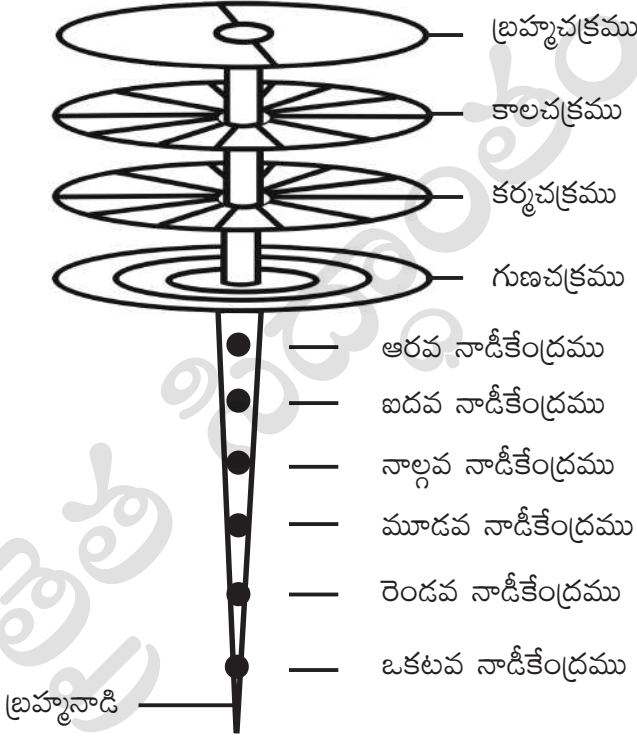 బ్రహ్మచక్రము
కాలచక్రము
కర్మచక్రము
గుణచక్రము
ఆరవ నాడీకేంద్రము
ఐదవ నాడీకేంద్రము
నాల్గవ నాడీకేంద్రము
మూడవ నాడీకేంద్రము
రెండవ నాడీకేంద్రము
ఒకటవ నాడీకేంద్రము
బ్రహ్మనాడి